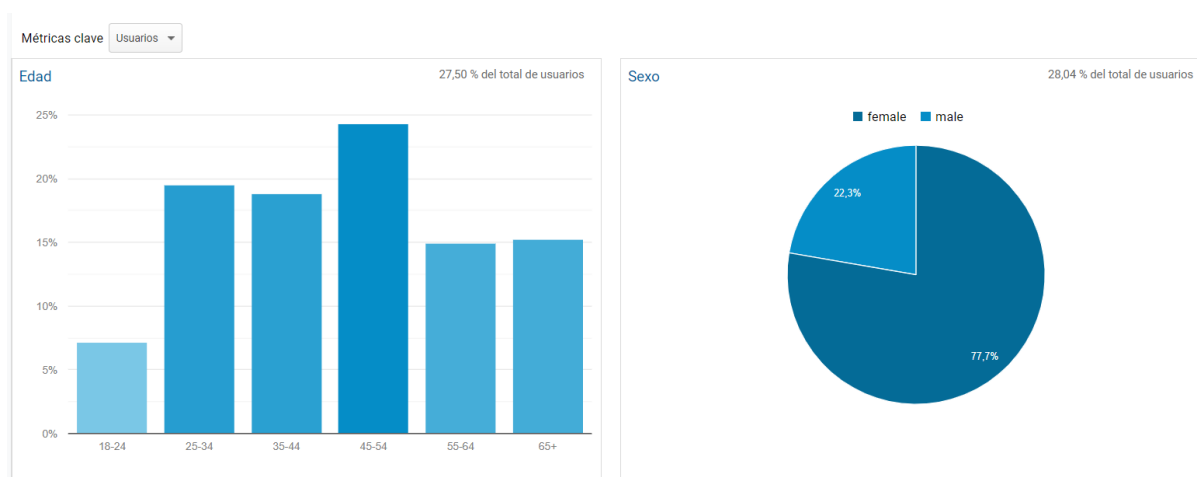 Métricas clave Usuarios
Edad
27,50 % del total de usuarios
25%
20%
15%
10%
5%
0%
18-24 25-34 35-44 45-54 55-64 65+
Sexo
28,04 % del total de usuarios
female male
22,3%
77,7%